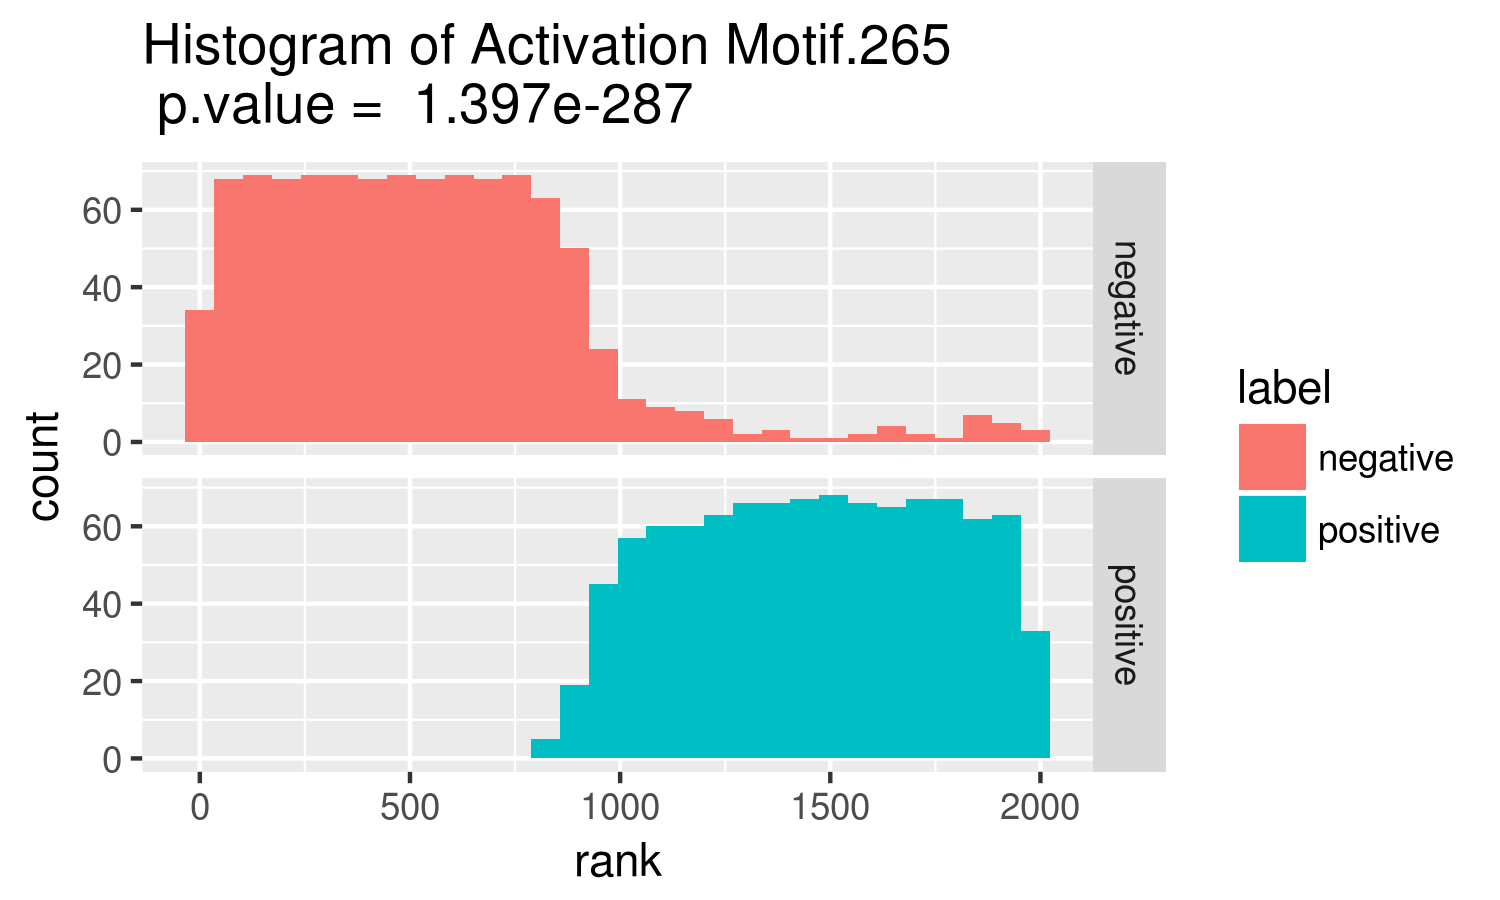 Histogram of Activation Motif.265
p.value = 1.397e-287
count
60
40
20
0
negative
60
40
20
0
positive
0 500 1000 1500 2000
rank
label
negative
positive